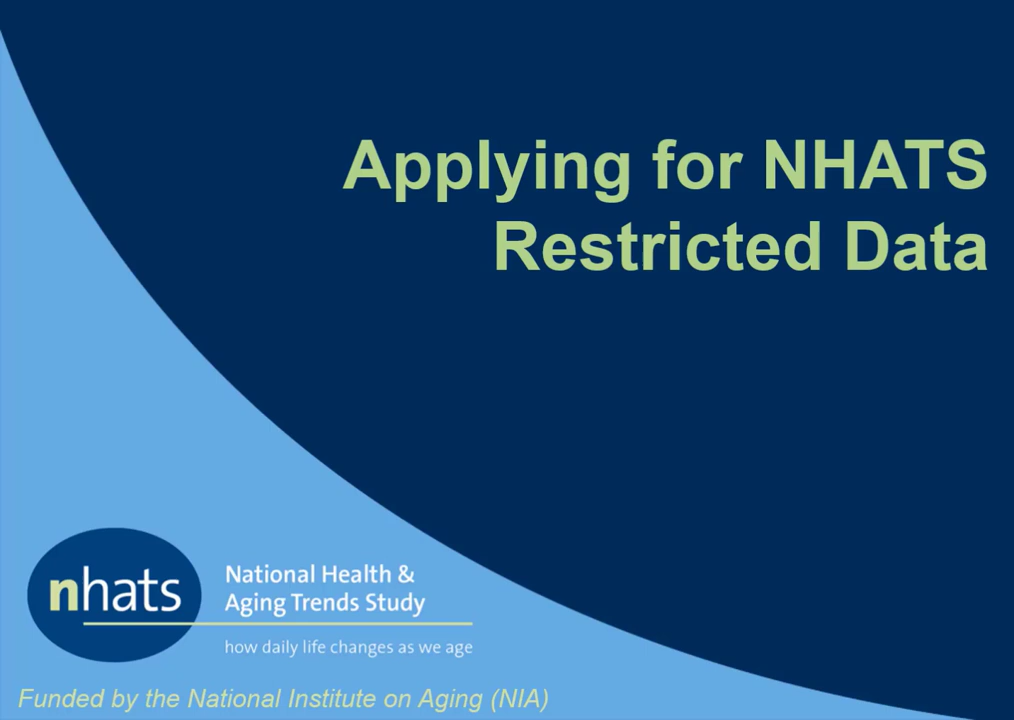 Applying for NHATS
Restricted Data
nhats
National Health &
Aging Trends Study
how daily life changes as we age
Funded by the National Institute on Aging (NIA)